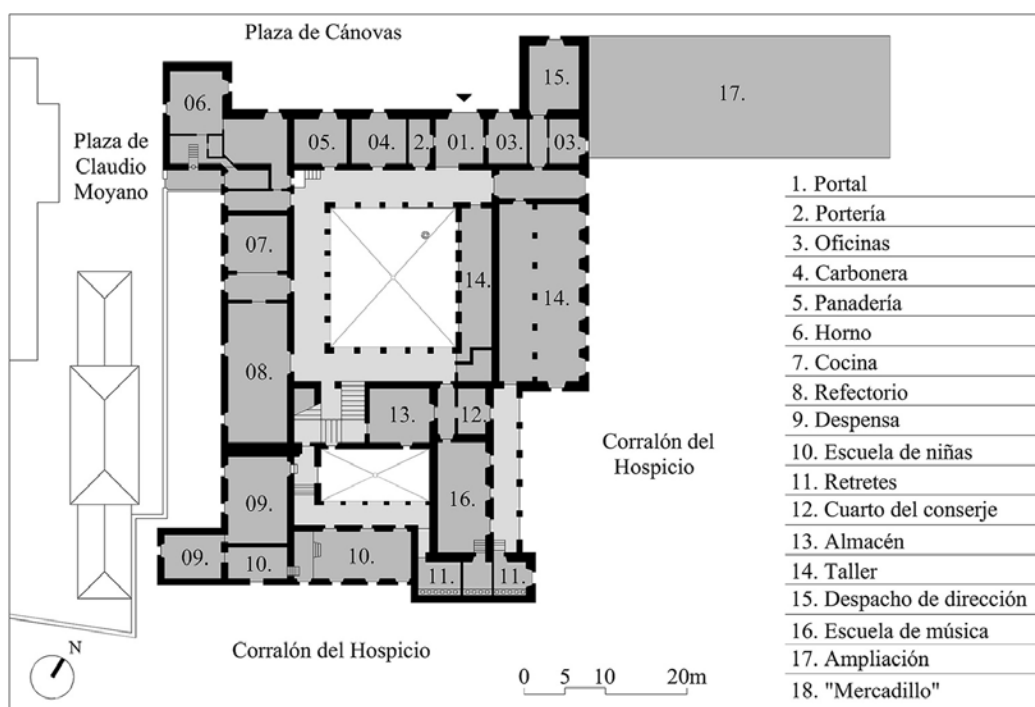 Plaza de Cánovas
15.
17.
06.
Plaza de
Claudio
Moyano
05.
04.
2.
01.
03.
03.
07.
14.
14.
08.
13.
12.
Corralón del
Hospicio
09.
16.
09.
10.
10.
11.
11.
Corralón del Hospicio
N
0 5 10 20m
1. Portal
2. Portería
3. Oficinas
4. Carbonera
5. Panadería
6. Horno
7. Cocina
8. Refectorio
9. Despensa
10. Escuela de niñas
11. Retretes
12. Cuarto del conserje
13. Almacén
14. Taller
15. Despacho de dirección
16. Escuela de música
17. Ampliación
18. "Mercadillo"